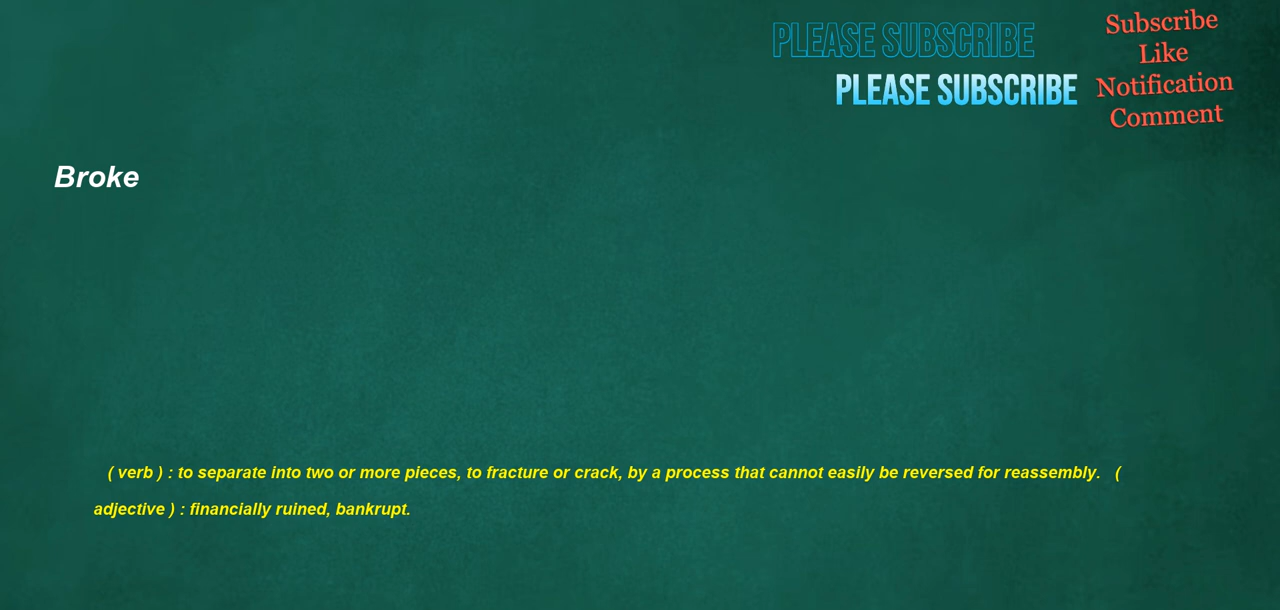 PLEASE SUBSCRIBE
PLEASE SUBSCRIBE
Subscribe
Like
Notification
Comment
Broke
( verb ) : to separate into two or more pieces, to fracture or crack, by a process that cannot easily be reversed for reassembly. (
adjective ) : financially ruined, bankrupt.